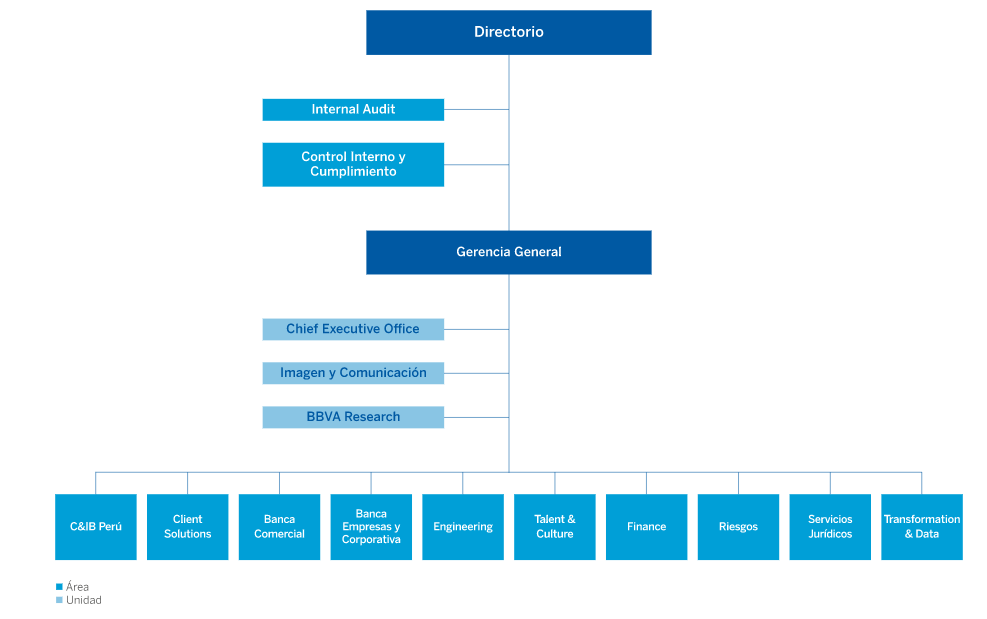 Directorio
Internal Audit
Control Interno y
Cumplimiento
Gerencia General
Chief Executive Office
Imagen y Comunicación
BBVA Research
C&IB Perú
Client
Solutions
Banca
Comercial
Banca
Empresas y
Corporativa
Engineering
Talent &
Culture
Finance
Riesgos
Servicios
Jurídicos
Transformation
& Data
Área
Unidad